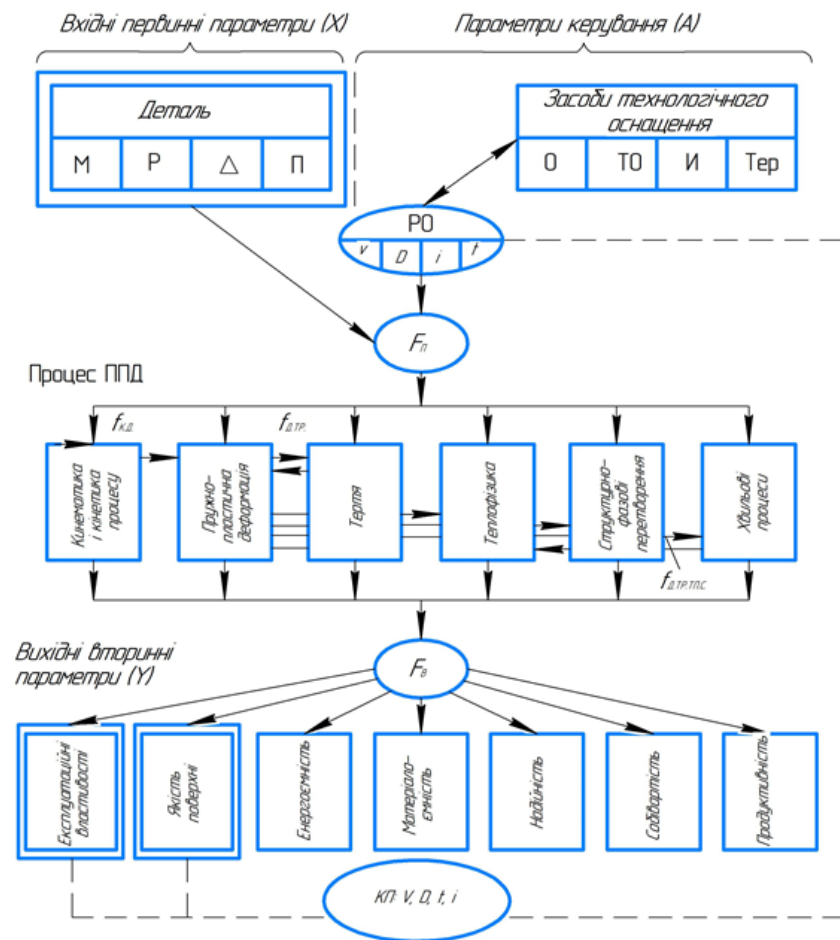 Вхідні первинні параметри (X)
Параметри керування (А)
Деталь
М Р △ П
Засоби технологічного
оснащення
О ТО И Тер
РО
v D i t
Fп
Процес ППД
fк.д.
fд.тр.
Кинематика
і кінетика
процесу
Пружно-
пластична
деформація
Тертя
Теплофізика
Структурно-
фазові
перетворення
Хвильові
процеси
fд.тр.тп.с
Вихідні вторинні
параметри (Y)
Fв
Експлуатаційні
властивості
Якість
поверхні
Енергоємність
Матеріало-
ємність
Надійність
Собівартість
Продуктивність
КП: V, D, t, i